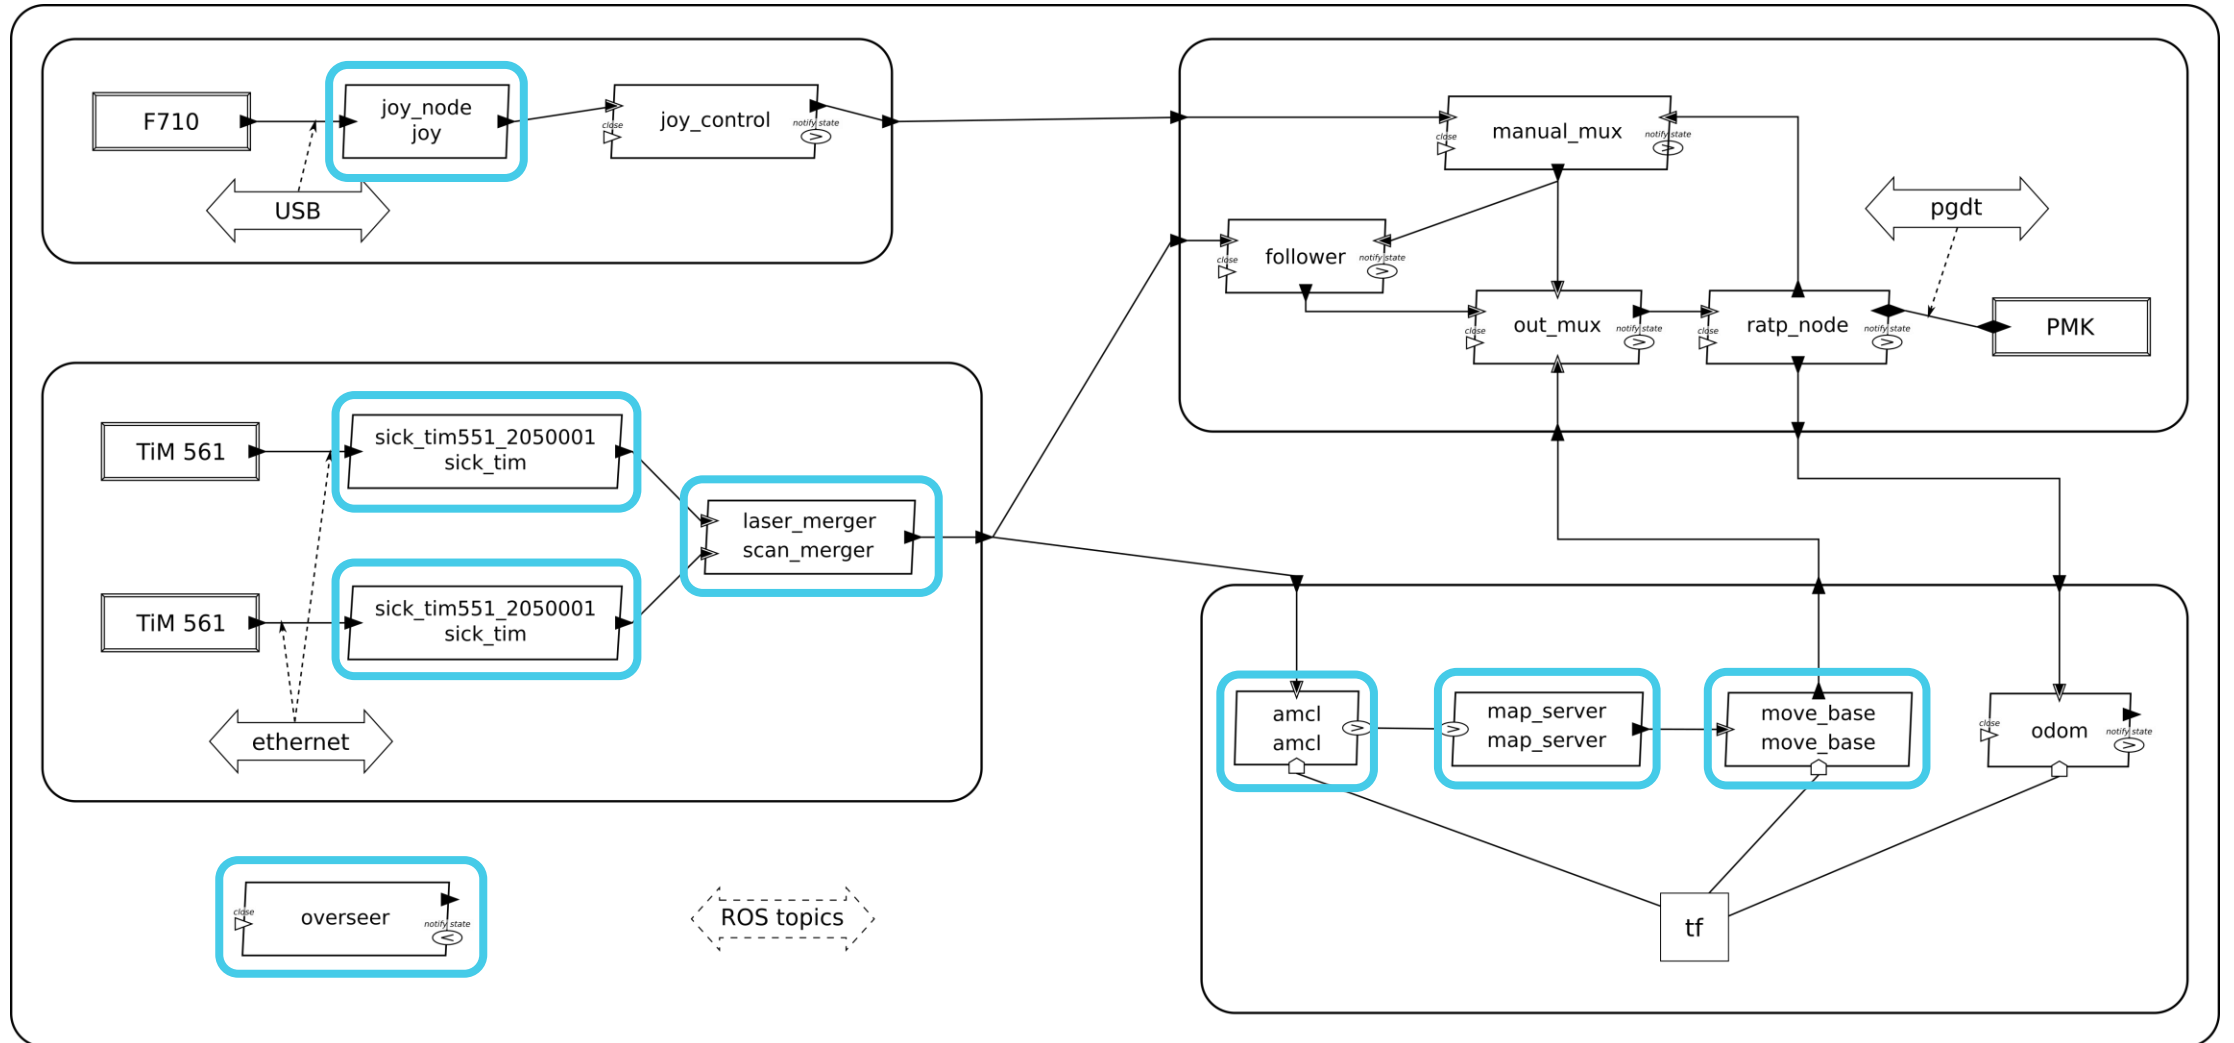 F710
joy_node
joy
close
joy_control
notify state
USB
close
manual_mux
notify state
close
follower
notify state
pgdt
close
out_mux
notify state
close
ratp_node
notify state
PMK
TiM 561
sick_tim551_2050001
sick_tim
laser_merger
scan_merger
TiM 561
sick_tim551_2050001
sick_tim
ethernet
amcl
amcl
map_server
map_server
move_base
move_base
close
odom
notify state
tf
close
overseer
notify state
ROS topics